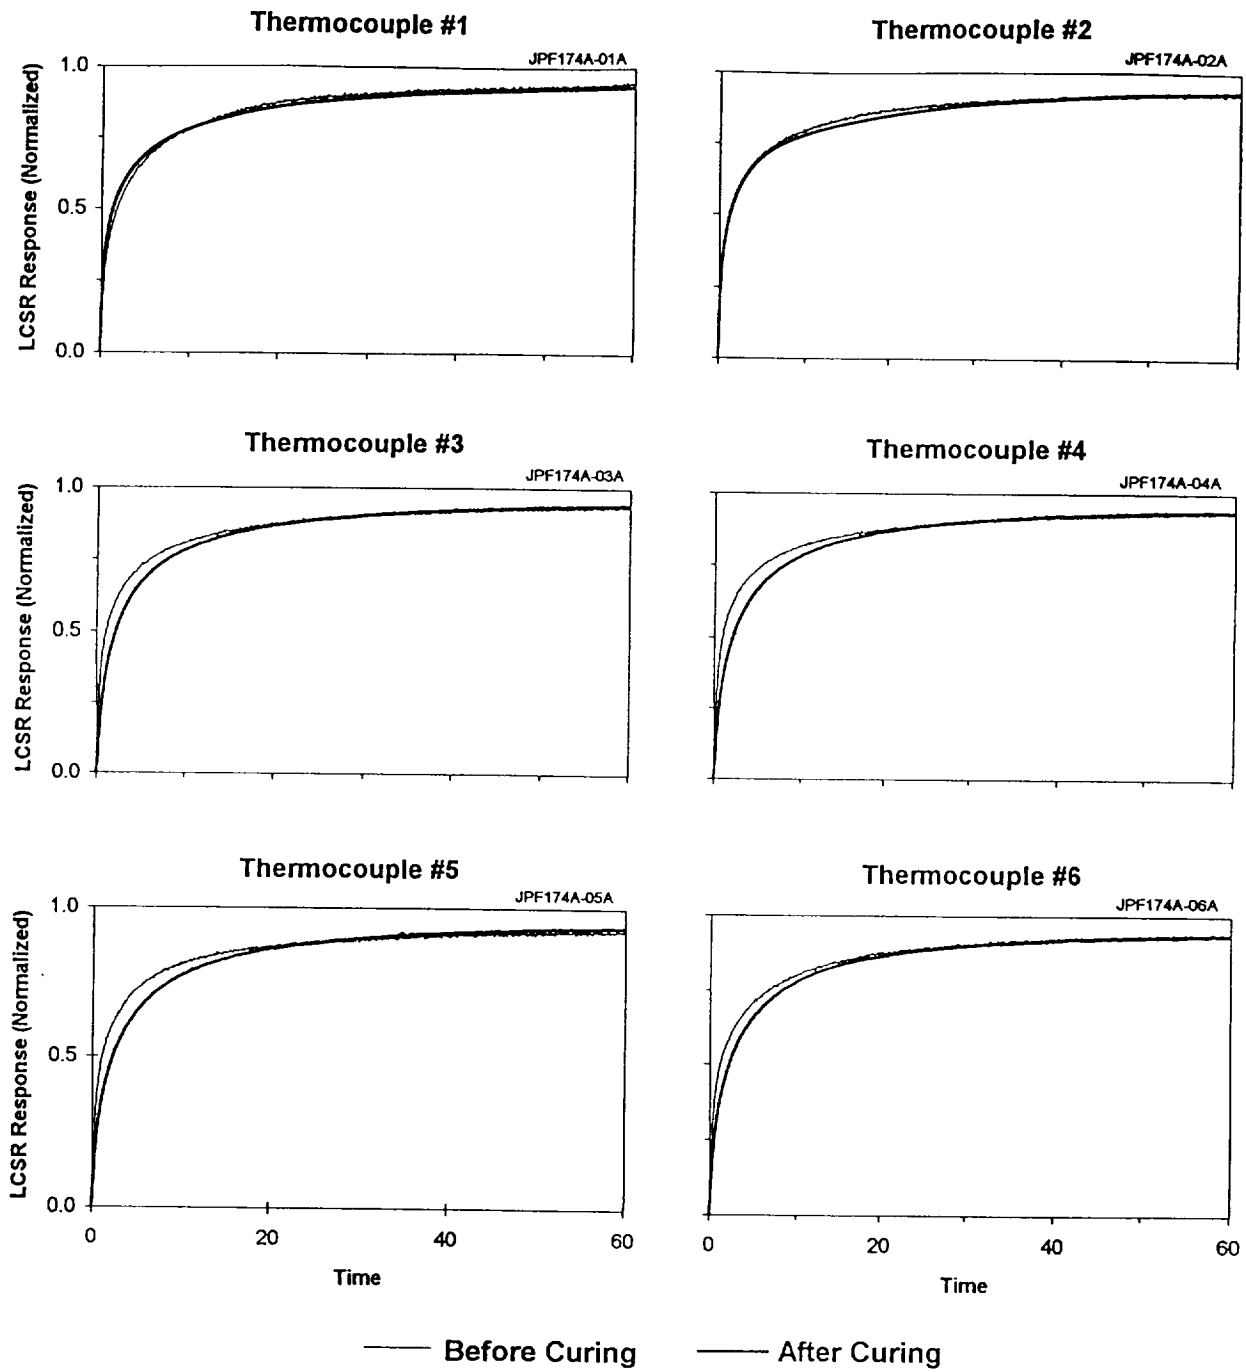 Thermocouple #1
JPF174A-01A
1.0
0.5
0.0
LCSR Response (Normalized)
Thermocouple #2
JPF174A-02A
Thermocouple #3
JPF174A-03A
1.0
0.5
0.0
LCSR Response (Normalized)
Thermocouple #4
JPF174A-04A
Thermocouple #5
JPF174A-05A
1.0
0.5
0.0
LCSR Response (Normalized)
0 20 40 60
Time
Thermocouple #6
JPF174A-06A
0 20 40 60
Time
Before Curing After Curing